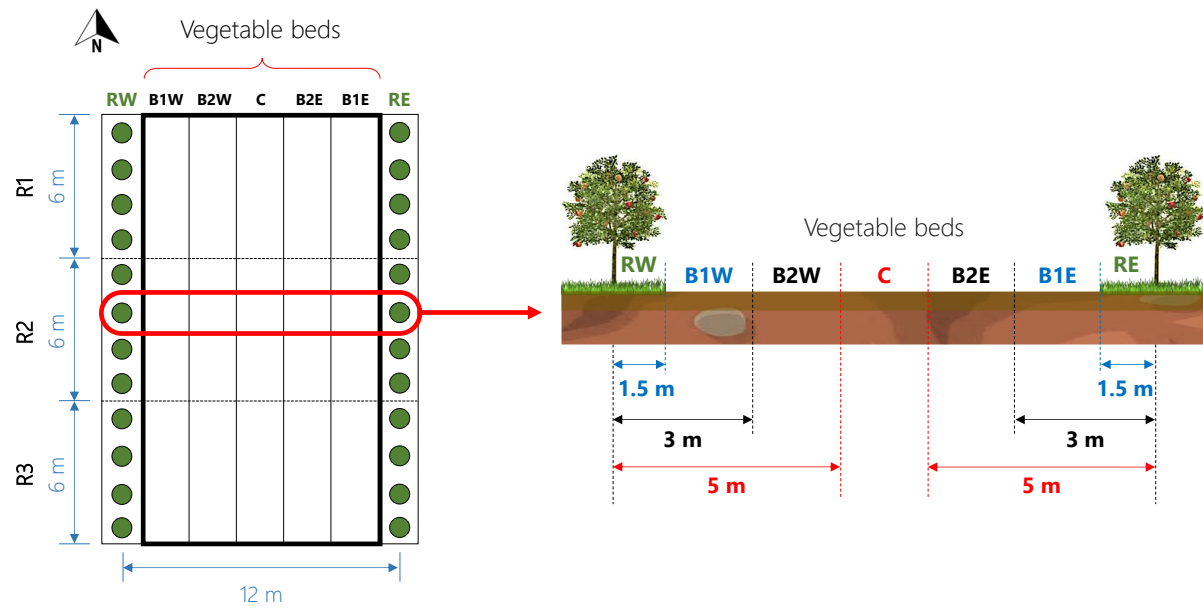 N
Vegetable beds
RW B1W B2W C B2E B1E RE
R1
6 m
R2
6 m
R3
6 m
12 m
Vegetable beds
RW B1W B2W C B2E B1E RE
1.5 m 1.5 m
3 m 3 m
5 m 5 m